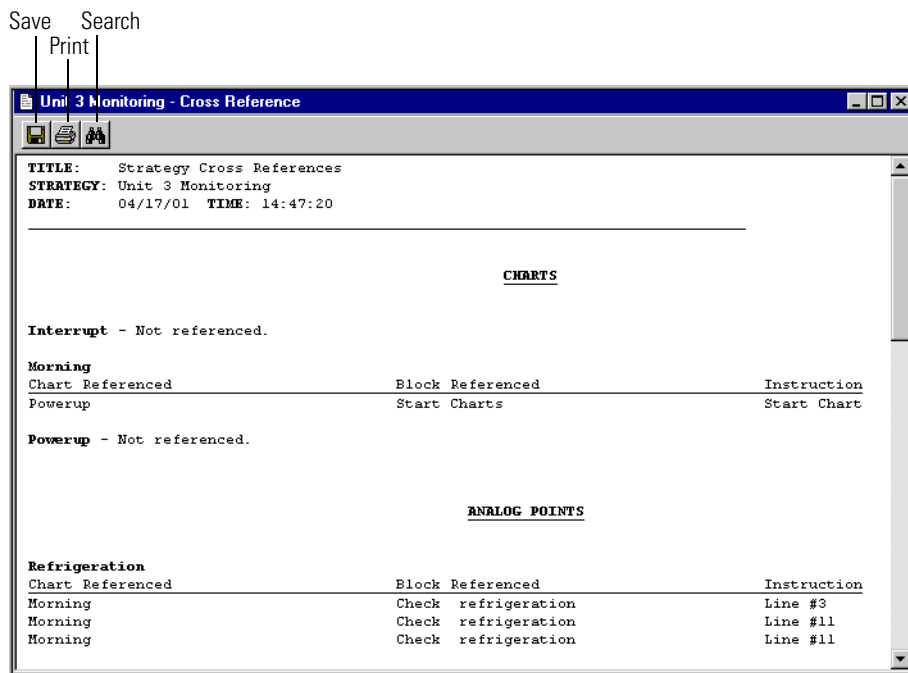 Save Search
Print
Unit 3 Monitoring - Cross Reference
TITLE: Strategy Cross References
STRATEGY: Unit 3 Monitoring
DATE: 04/17/01 TIME: 14:47:20
CHARTS
Interrupt - Not referenced.
Morning
Chart Referenced Block Referenced Instruction
Powerup Start Charts Start Chart
Powerup - Not referenced.
ANALOG POINTS
Refrigeration
Chart Referenced Block Referenced Instruction
Morning Check refrigeration Line #3
Morning Check refrigeration Line #11
Morning Check refrigeration Line #11